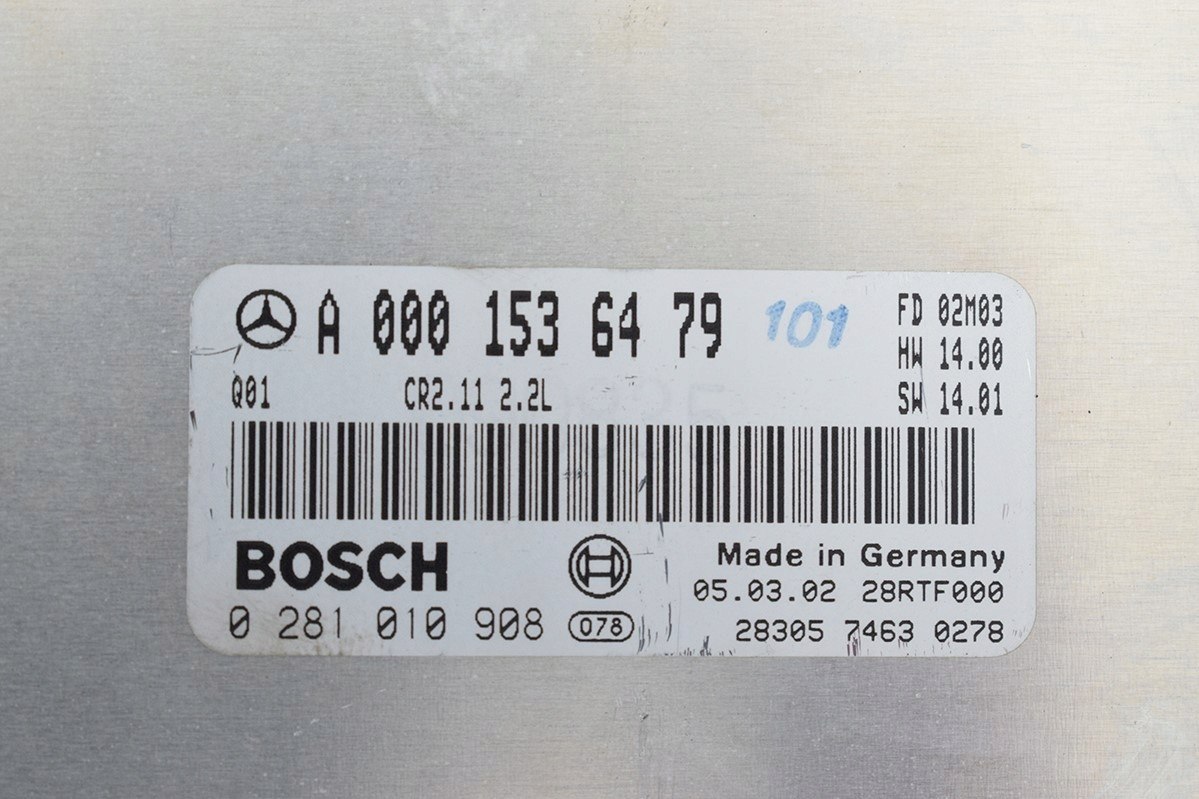 A 000 153 64 79 101 FD 02M03
HW 14.00
Q01 CR2.11 2.2L SW 14.01
BOSCH Made in Germany
05.03.02 28RTF000
0 281 010 908 078 28305 7463 0278